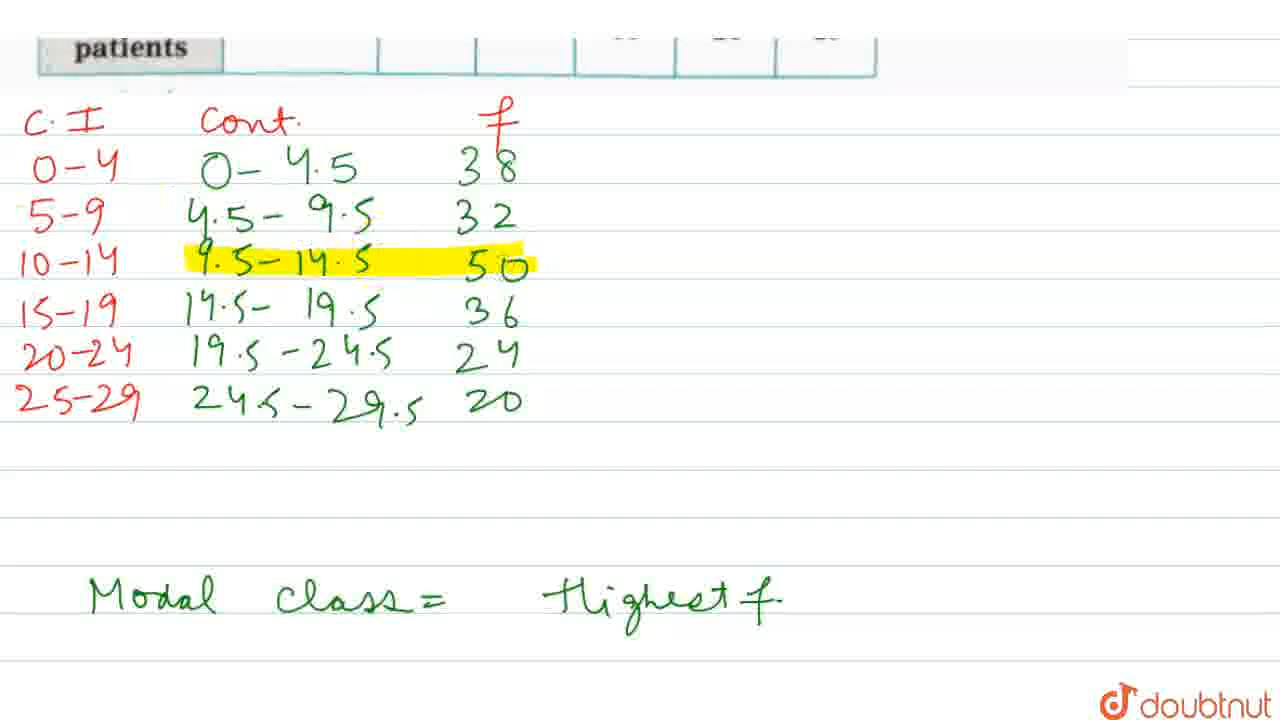 patients
C.I Cont. f
0-4 0-4.5 38
5-9 4.5-9.5 32
10-14 9.5-14.5 50
15-19 14.5-19.5 36
20-24 19.5-24.5 24
25-29 24.5-29.5 20
Modal class= Highest f.
doubtnut